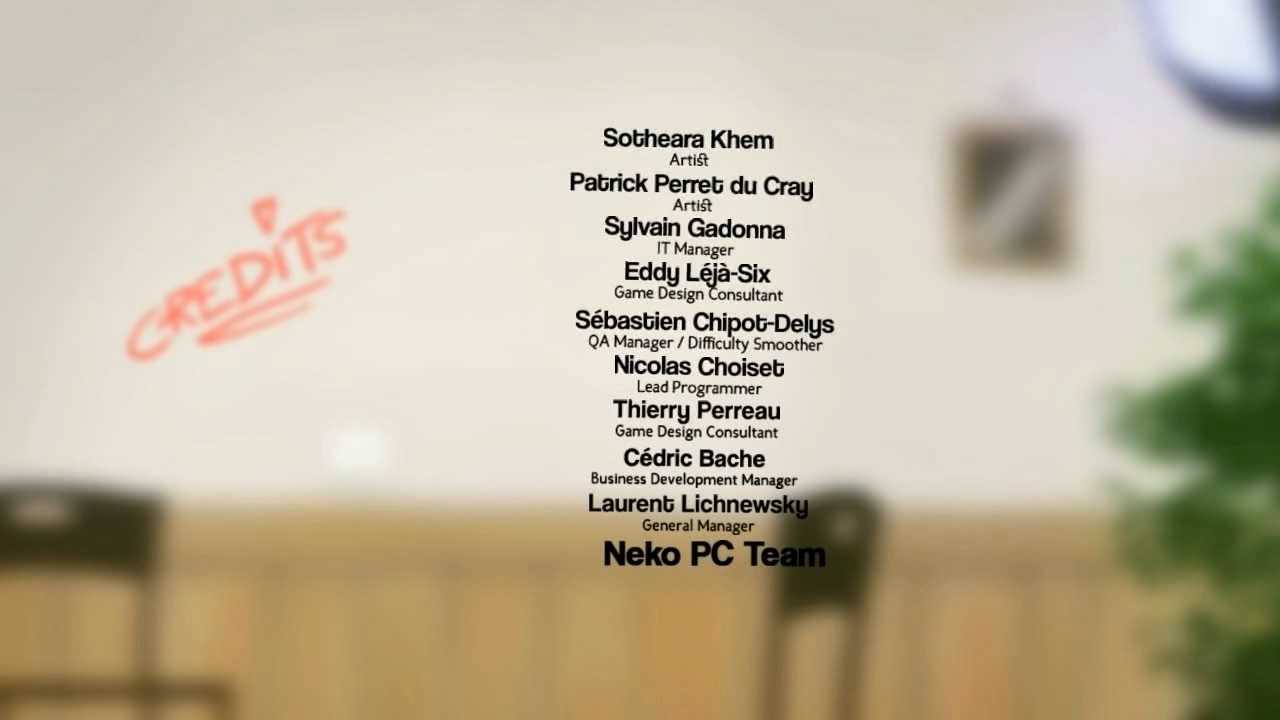 CREDITS
Sotheara Khem
Artist
Patrick Perret du Cray
Artist
Sylvain Gadonna
IT Manager
Eddy Léjà-Six
Game Design Consultant
Sébastien Chipot-Delys
QA Manager / Difficulty Smoother
Nicolas Choiset
Lead Programmer
Thierry Perreau
Game Design Consultant
Cédric Bache
Business Development Manager
Laurent Lichnewsky
General Manager
Neko PC Team